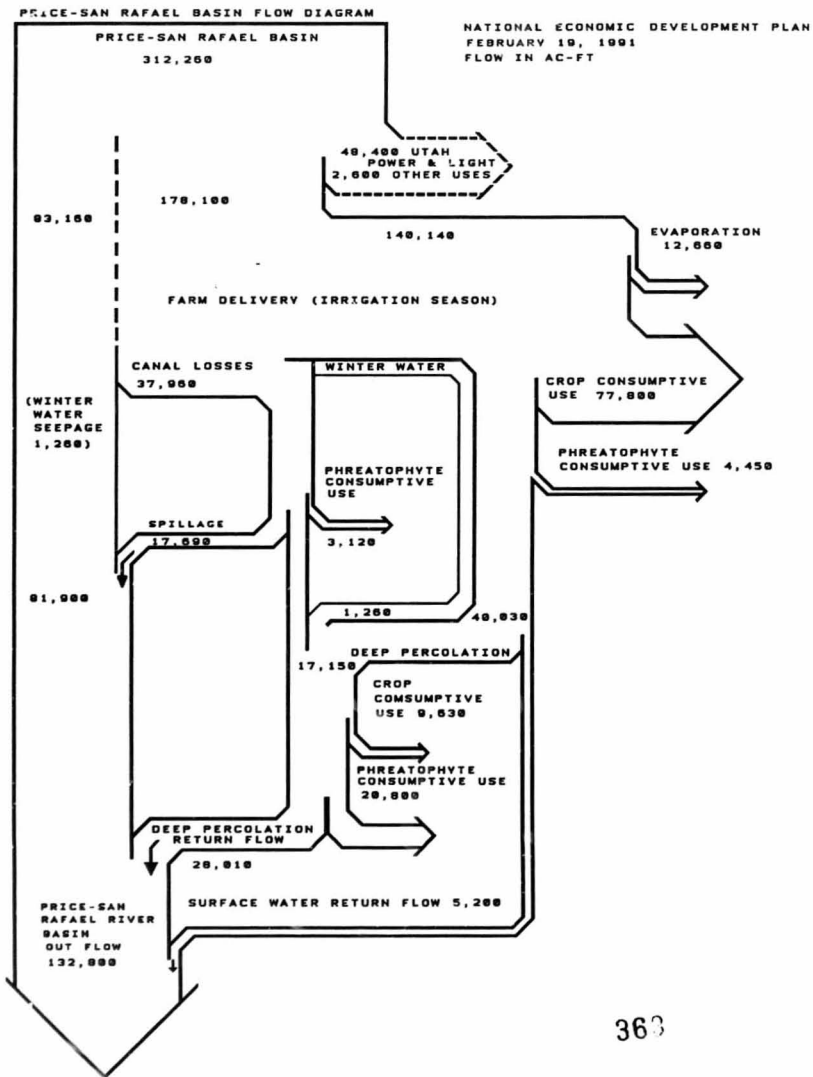 PRICE-SAN RAFAEL BASIN FLOW DIAGRAM
NATIONAL ECONOMIC DEVELOPMENT PLAN
FEBRUARY 19, 1991
FLOW IN AC-FT
PRICE-SAN RAFAEL BASIN
312,260
48,400 UTAH
POWER & LIGHT
2,600 OTHER USES
83,160
178,100
140,140
EVAPORATION
12,660
FARM DELIVERY (IRRIGATION SEASON)
CANAL LOSSES
37,960
WINTER WATER
CROP CONSUMPTIVE
USE 77,800
(WINTER
WATER
SEEPAGE
1,260)
PHREATOPHYTE
CONSUMPTIVE USE 4,450
PHREATOPHYTE
CONSUMPTIVE
USE
3,120
SPILLAGE
17,690
81,900
1,260
40,030
17,150
DEEP PERCOLATION
CROP
COMSUMPTIVE
USE 9,630
PHREATOPHYTE
CONSUMPTIVE USE
20,800
DEEP PERCOLATION
RETURN FLOW
28,010
SURFACE WATER RETURN FLOW 5,200
PRICE-SAN
RAFAEL RIVER
BASIN
OUT FLOW
132,800